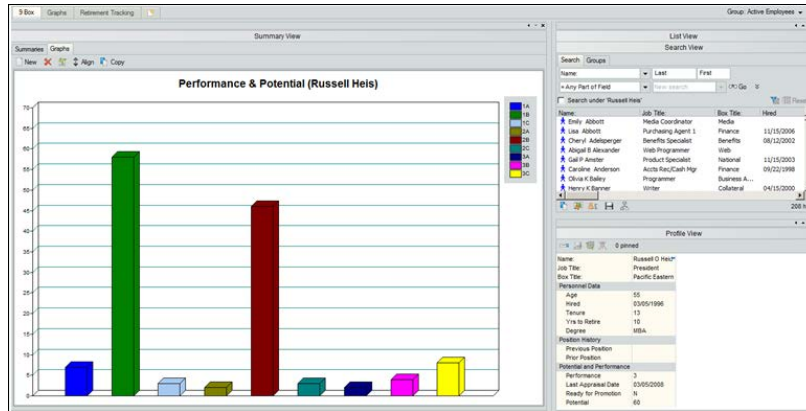 9 Box Graphs Retirement Tracking
Group: Active Employees
Summary View
Summaries Graphs
New Align Copy
Performance & Potential (Russell Heis)
70
65
60
55
50
45
40
35
30
25
20
15
10
5
0
1A
1B
1C
2A
2B
2C
3A
3B
3C
List View
Search View
Search Groups
Name: Last First
= Any Part of Field New search Go
Search under 'Russell Heis' Reset
Name: Job Title: Box Title: Hired
Emily Abbott Media Coordinator Media
Lisa Abbott Purchasing Agent 1 Finance 11/15/2006
Cheryl Adelsperger Benefits Specialist Benefits 08/12/2002
Abigail B Alexander Web Programmer Web
Gail P Amster Product Specialist National 11/15/2003
Caroline Anderson Accts Rec/Cash Mgr Finance 09/22/1998
Olivia K Bailey Programmer Business A...
Henry K Banner Writer Collateral 04/15/2000
208
Profile View
0 pinned
Name: Russell O Heis
Job Title: President
Box Title: Pacific Eastern
Personnel Data
Age 55
Hired 03/05/1996
Tenure 13
Yrs to Retire 10
Degree MBA
Position History
Previous Position
Prior Position
Potential and Performance
Performance 3
Last Appraisal Date 03/05/2008
Ready for Promotion N
Potential 60